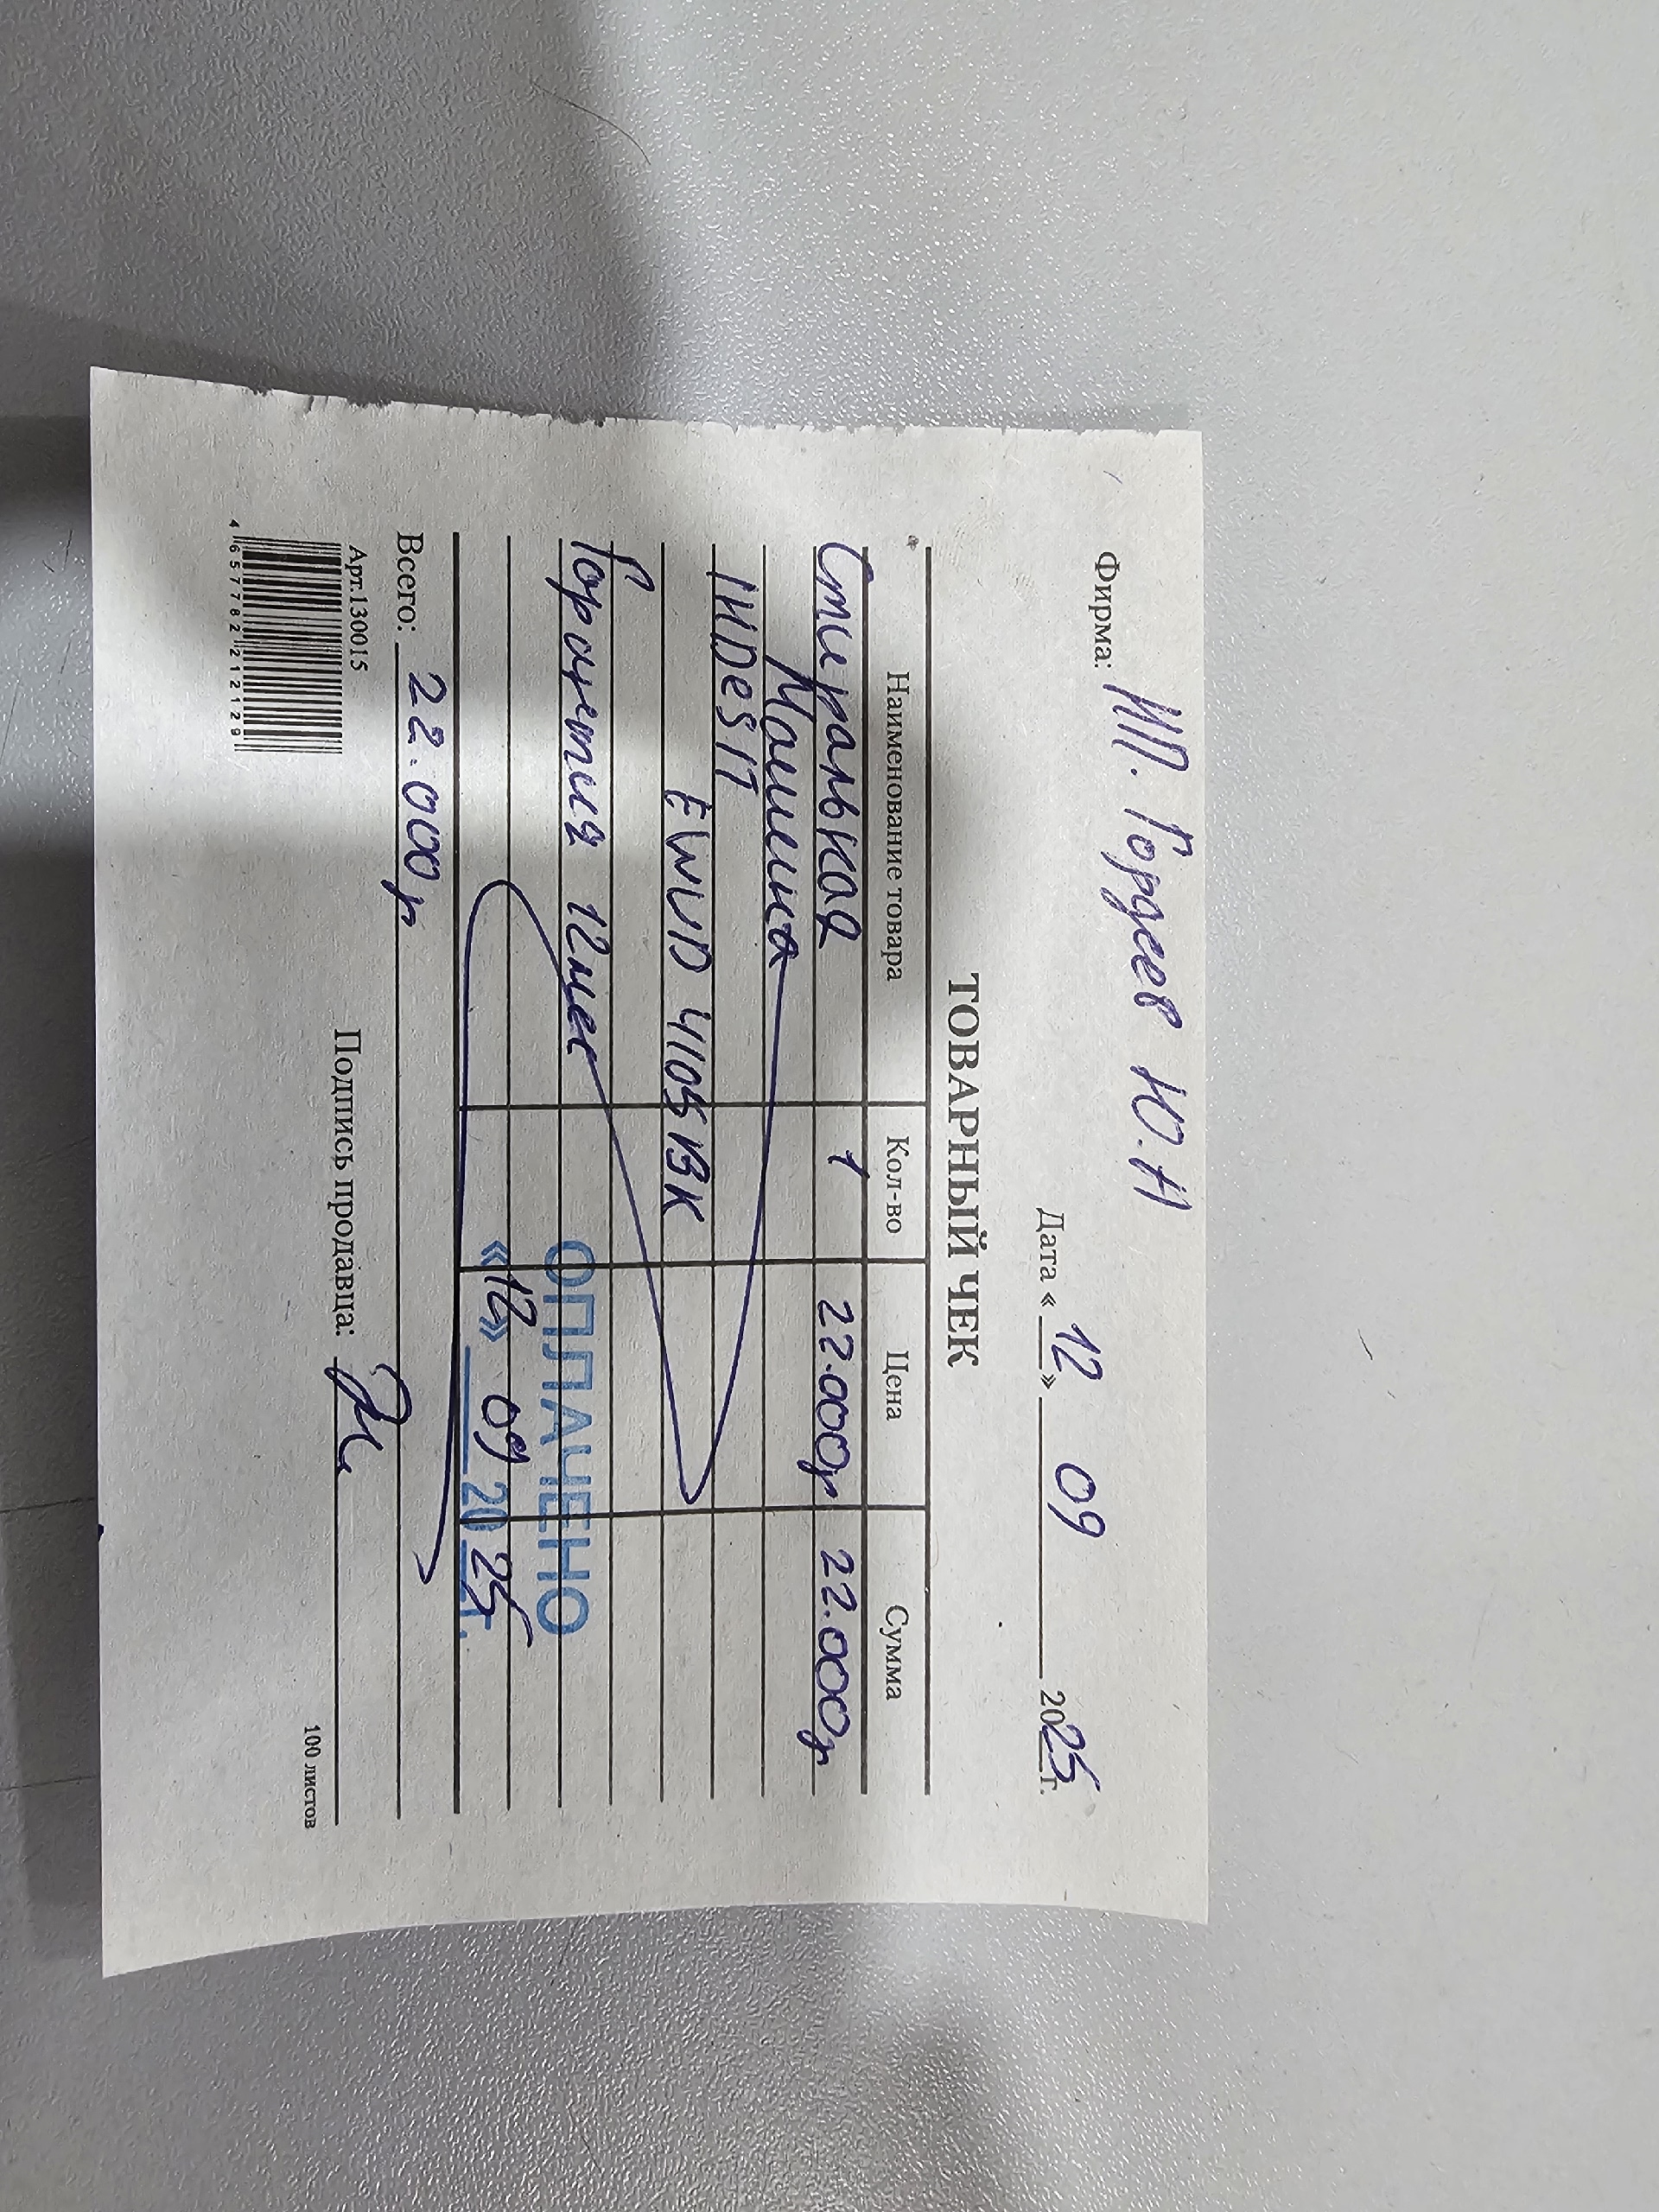 Фирма: ИП. Гордеев Ю.Н
Дата « 12 » 09 2025 г.
ТОВАРНЫЙ ЧЕК
Наименование товара Кол-во Цена Сумма
Стиральная 1 22.000р 22.000р
Машина
INDESIT
EWUD 4105 BK
Гарантия 12мес
ОПЛАЧЕНО
«12» 09 2025 г.
Всего: 22.000р
Арт.130015
4657782212129
Подпись продавца:
100 листов